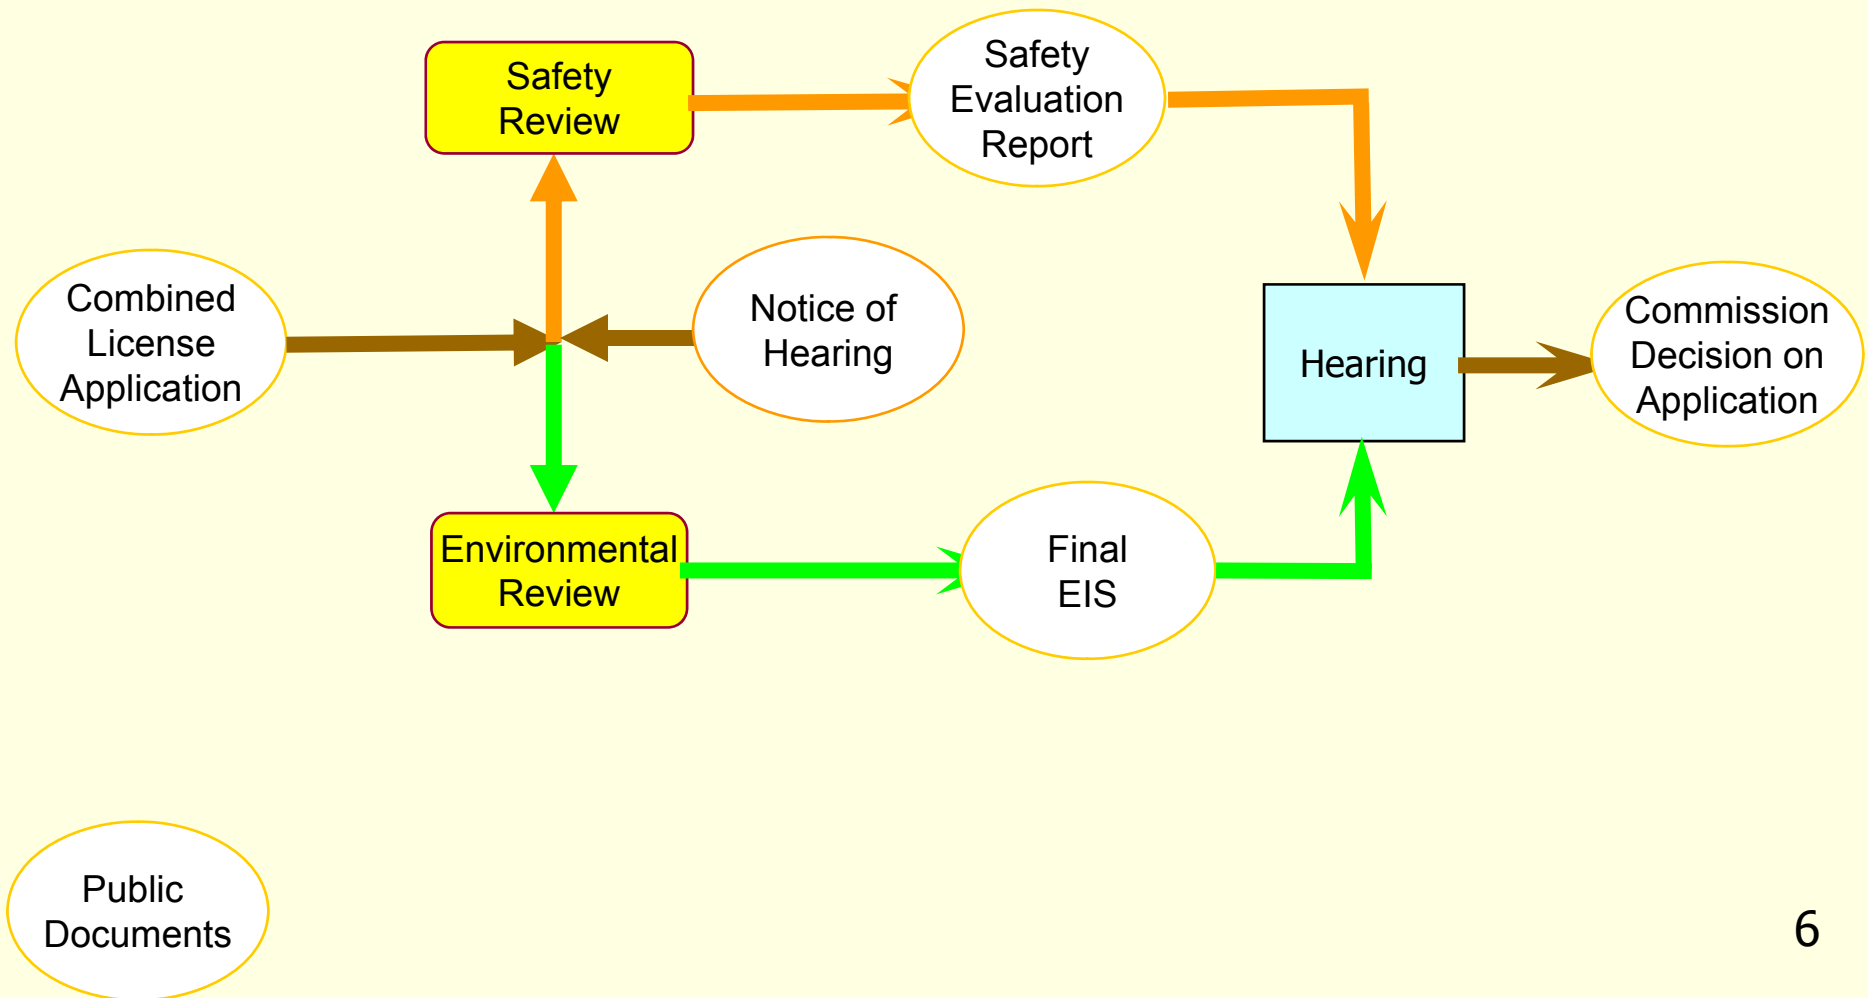 Safety
Review
Safety
Evaluation
Report
Combined
License
Application
Notice of
Hearing
Hearing
Commission
Decision on
Application
Environmental
Review
Final
EIS
Public
Documents
6